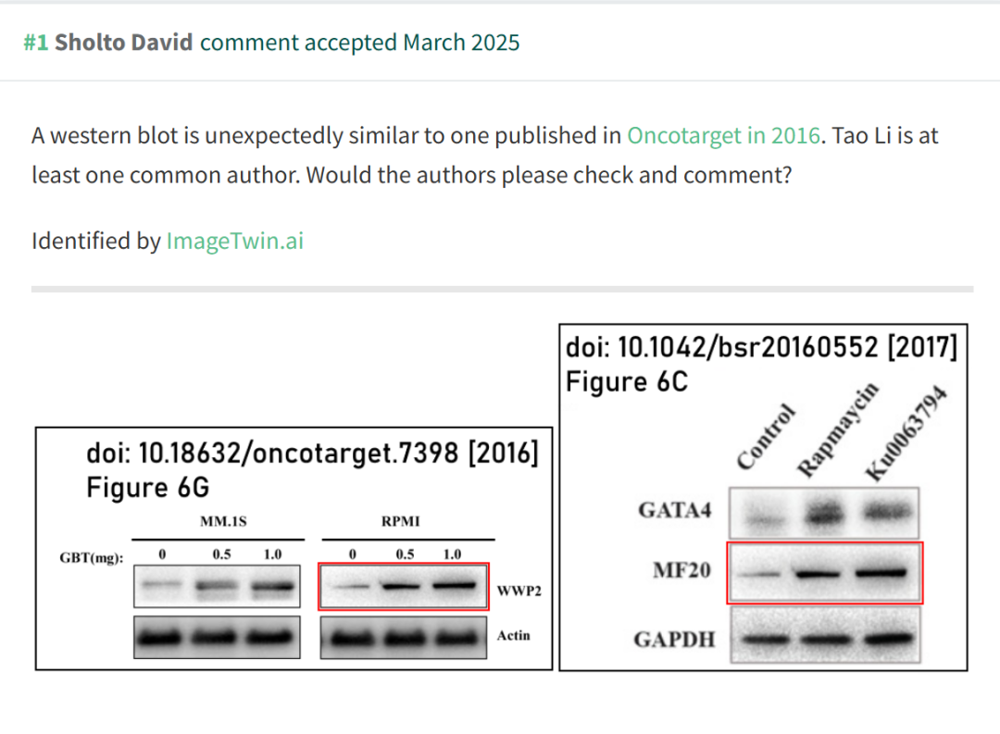 #1 Sholto David comment accepted March 2025
A western blot is unexpectedly similar to one published in Oncotarget in 2016. Tao Li is at
least one common author. Would the authors please check and comment?
Identified by ImageTwin.ai
doi: 10.18632/oncotarget.7398 [2016]
Figure 6G
MM.1S RPMI
GBT(mg): 0 0.5 1.0 0 0.5 1.0
WWP2
Actin
doi: 10.1042/bsr20160552 [2017]
Figure 6C
Control Rapmaycin Ku0063794
GATA4
MF20
GAPDH